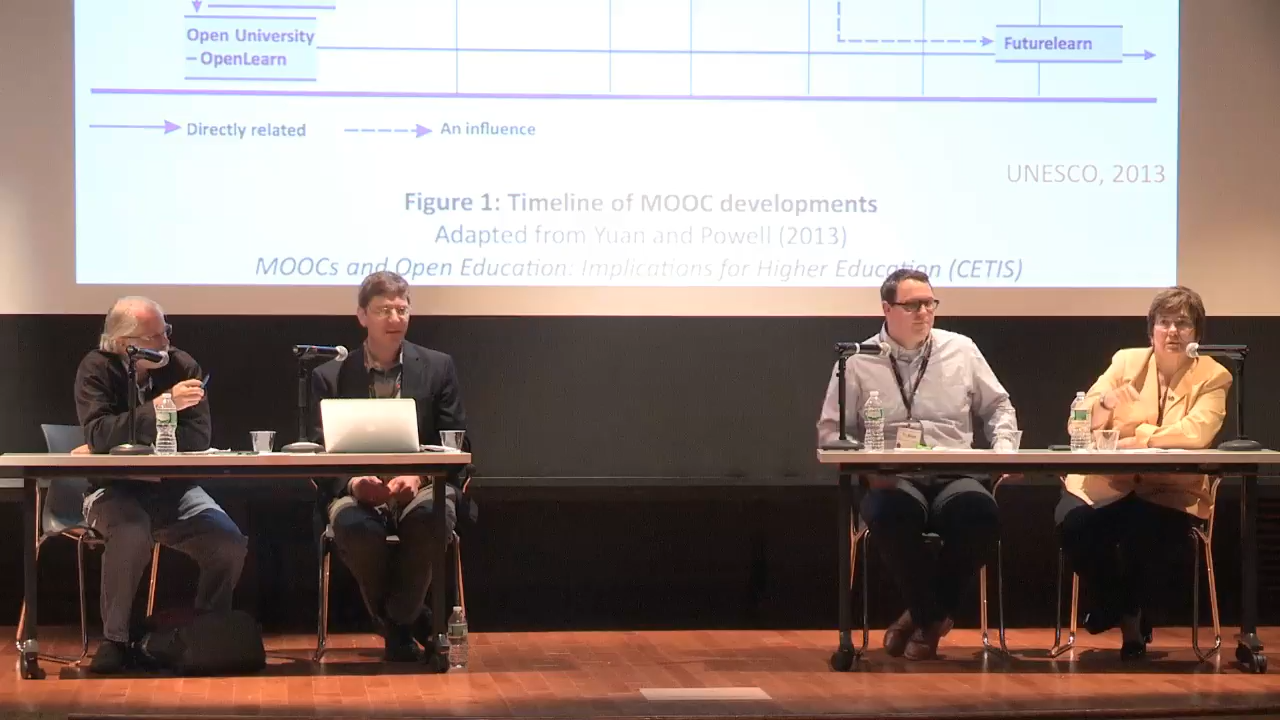 Open University
– OpenLearn
Futurelearn
Directly related
An influence
UNESCO, 2013
Figure 1: Timeline of MOOC developments
Adapted from Yuan and Powell (2013)
MOOCs and Open Education: Implications for Higher Education (CETIS)